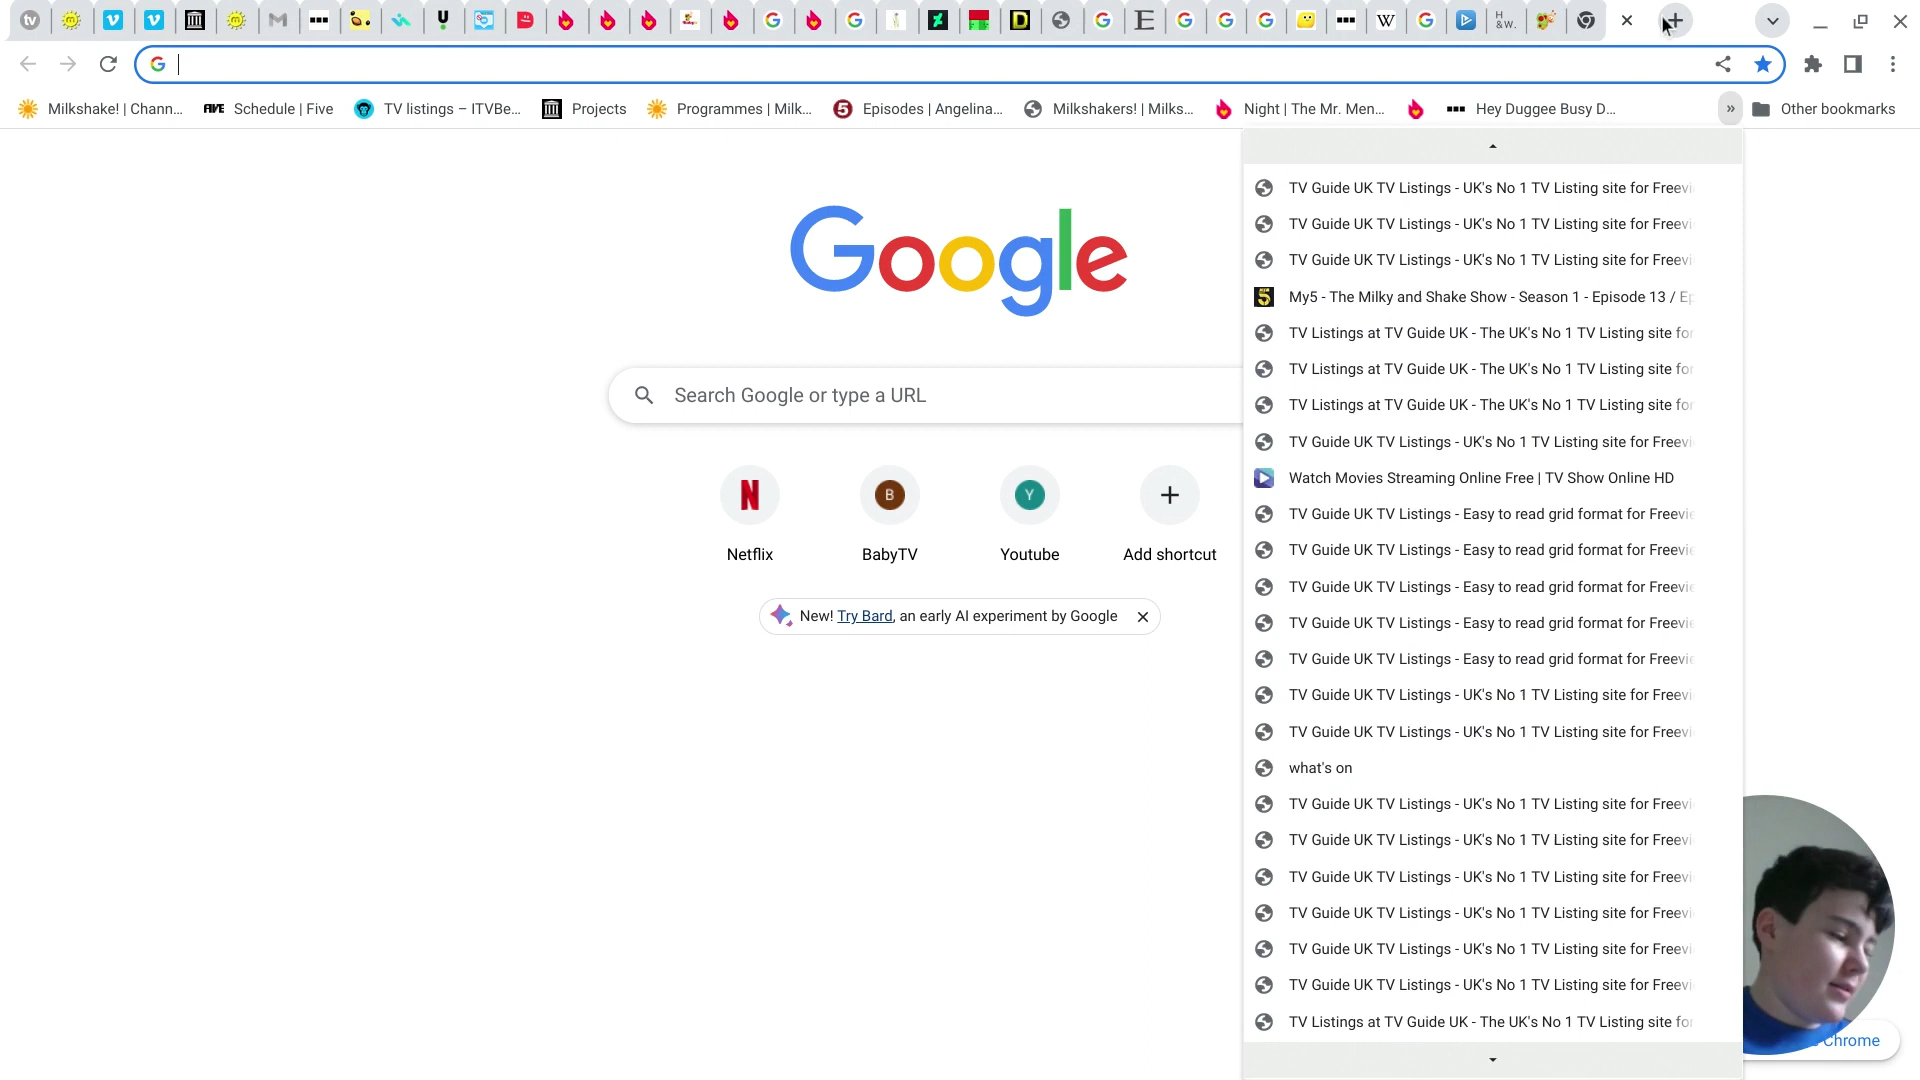 tv
H
&W.
Milkshake! | Chann...
FIVE
Schedule | Five
TV listings – ITVBe...
Projects
Programmes | Milk...
5
Episodes | Angelina...
Milkshakers! | Milks...
Night | The Mr. Men...
Hey Duggee Busy D...
»
Other bookmarks
Google
Search Google or type a URL
N
B
Y
Netflix
BabyTV
Youtube
Add shortcut
New! Try Bard, an early AI experiment by Google
TV Guide UK TV Listings - UK's No 1 TV Listing site for Freevi
TV Guide UK TV Listings - UK's No 1 TV Listing site for Freevi
TV Guide UK TV Listings - UK's No 1 TV Listing site for Freevi
My5 - The Milky and Shake Show - Season 1 - Episode 13 / Ep
TV Listings at TV Guide UK - The UK's No 1 TV Listing site for
TV Listings at TV Guide UK - The UK's No 1 TV Listing site for
TV Listings at TV Guide UK - The UK's No 1 TV Listing site for
TV Guide UK TV Listings - UK's No 1 TV Listing site for Freevi
Watch Movies Streaming Online Free | TV Show Online HD
TV Guide UK TV Listings - Easy to read grid format for Freevie
TV Guide UK TV Listings - Easy to read grid format for Freevie
TV Guide UK TV Listings - Easy to read grid format for Freevie
TV Guide UK TV Listings - Easy to read grid format for Freevie
TV Guide UK TV Listings - Easy to read grid format for Freevie
TV Guide UK TV Listings - UK's No 1 TV Listing site for Freevi
TV Guide UK TV Listings - UK's No 1 TV Listing site for Freevi
what's on
TV Guide UK TV Listings - UK's No 1 TV Listing site for Freevi
TV Guide UK TV Listings - UK's No 1 TV Listing site for Freevi
TV Guide UK TV Listings - UK's No 1 TV Listing site for Freevi
TV Guide UK TV Listings - UK's No 1 TV Listing site for Freevi
TV Guide UK TV Listings - UK's No 1 TV Listing site for Freevi
TV Guide UK TV Listings - UK's No 1 TV Listing site for Freevi
TV Listings at TV Guide UK - The UK's No 1 TV Listing site for
Chrome